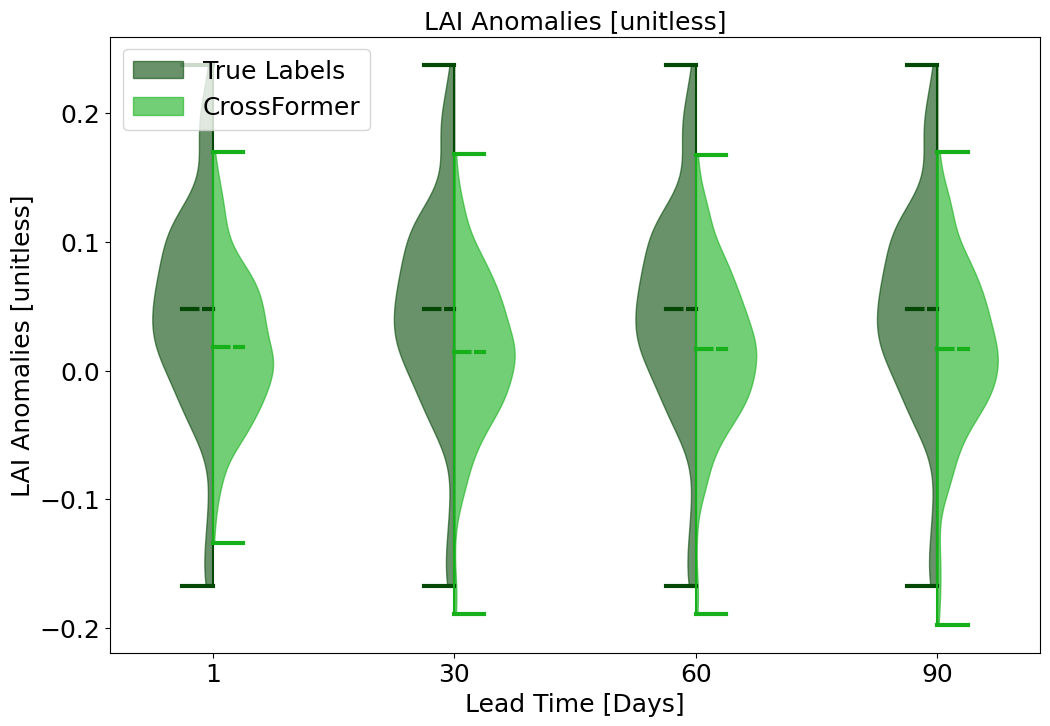 LAI Anomalies [unitless]
True Labels
CrossFormer
LAI Anomalies [unitless]
0.2
0.1
0.0
−0.1
−0.2
1 30 60 90
Lead Time [Days]